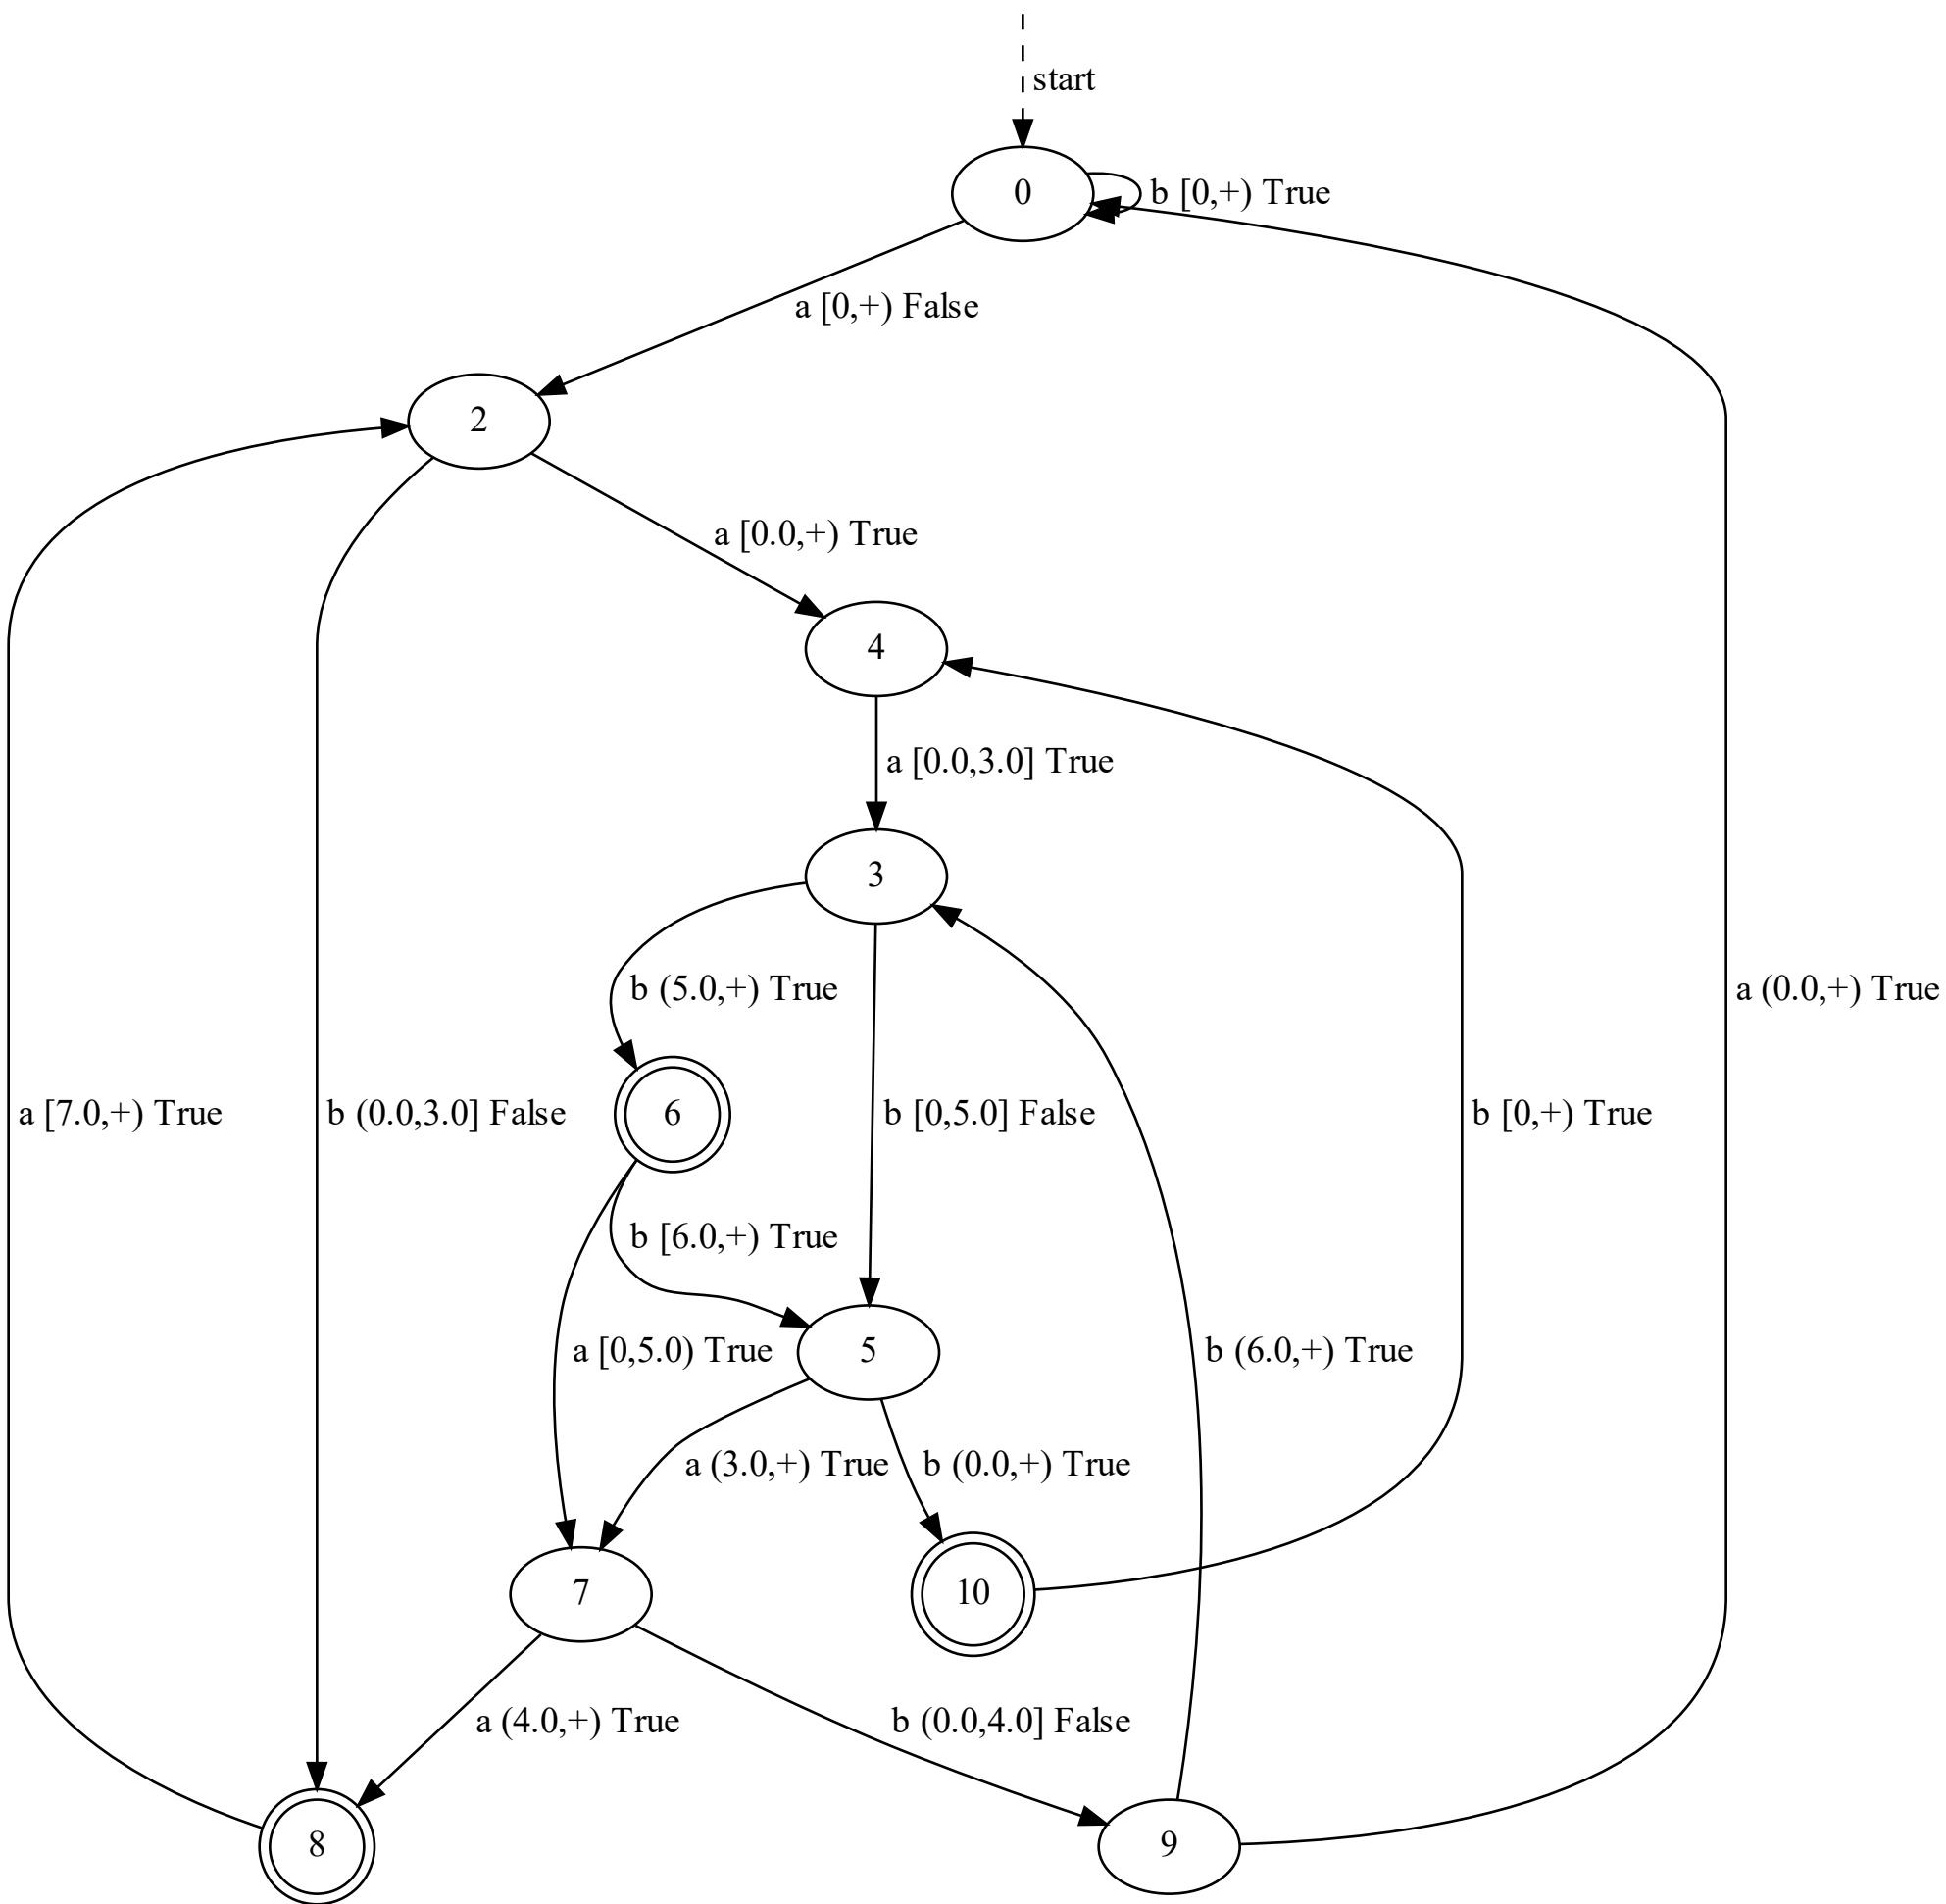 start
0
b [0,+) True
a [0,+) False
2
a [0.0,+) True
4
a [0.0,3.0] True
3
b (5.0,+) True
a (0.0,+) True
a [7.0,+) True
b (0.0,3.0] False
6
b [0,5.0] False
b [0,+) True
b [6.0,+) True
a [0,5.0) True
5
b (6.0,+) True
a (3.0,+) True
b (0.0,+) True
7
10
a (4.0,+) True
b (0.0,4.0] False
8
9